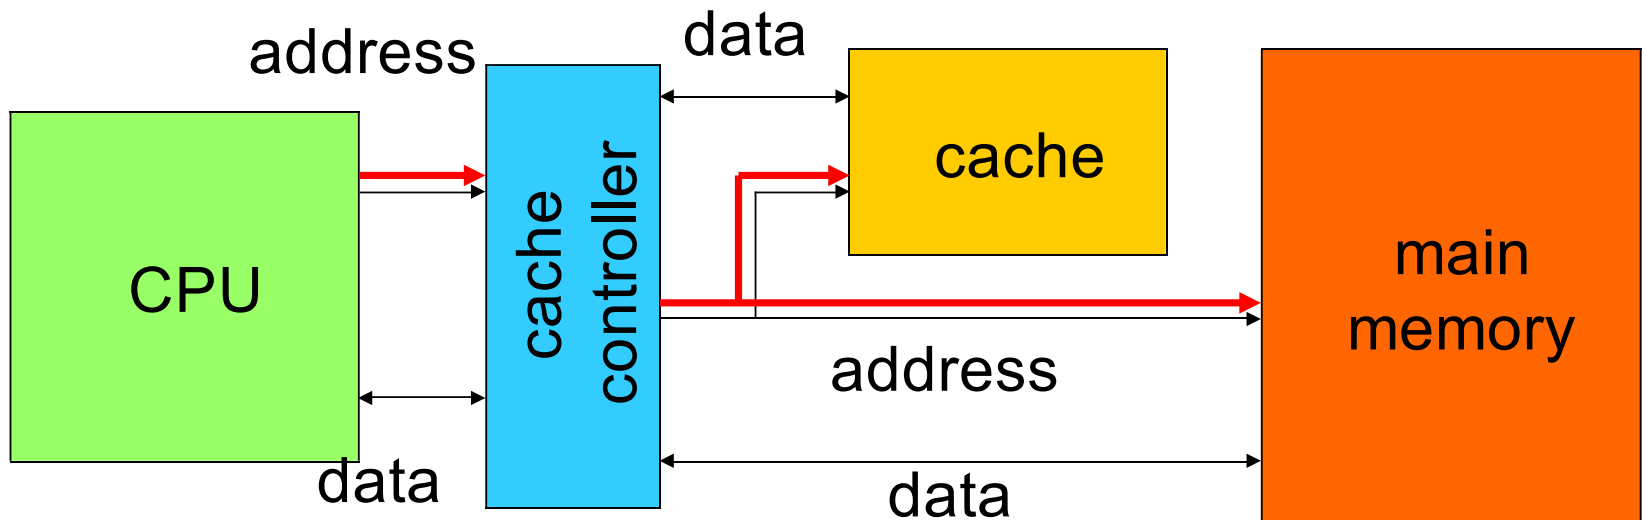 address
data
CPU
cache
controller
cache
main
memory
address
data
data